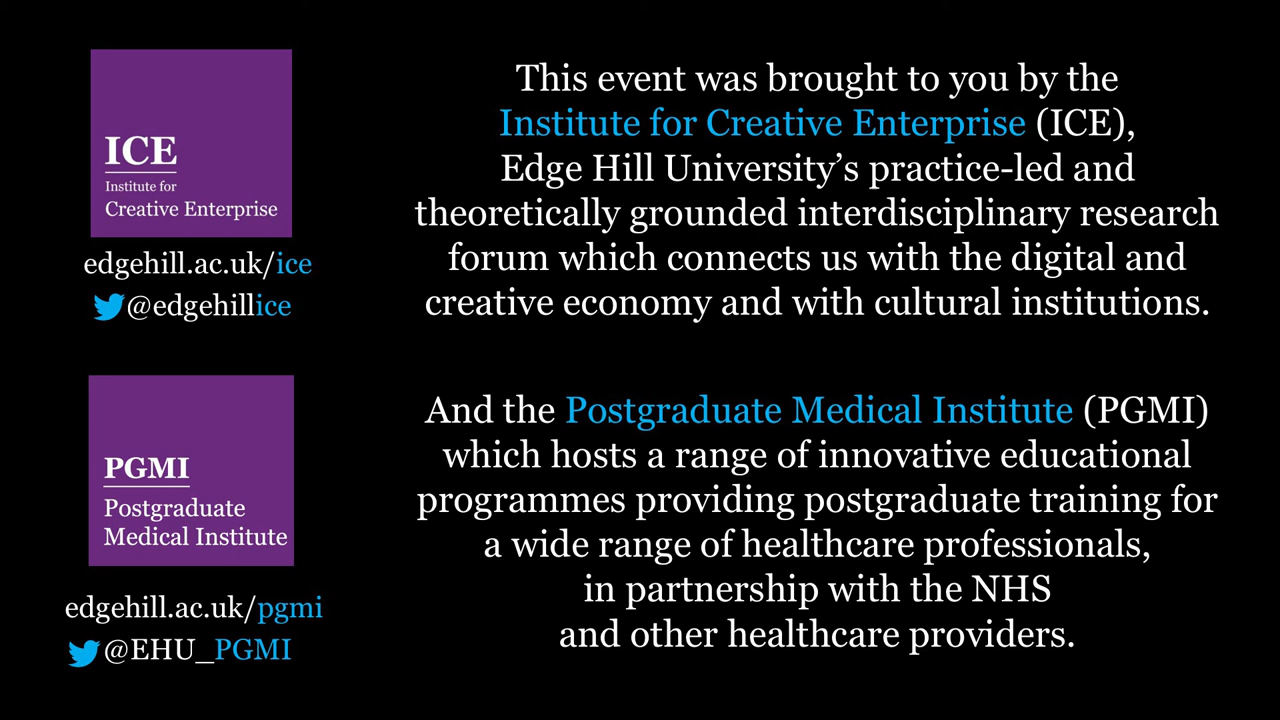 ICE
Institute for
Creative Enterprise
edgehill.ac.uk/ice
@edgehillice
This event was brought to you by the
Institute for Creative Enterprise (ICE),
Edge Hill University’s practice-led and
theoretically grounded interdisciplinary research
forum which connects us with the digital and
creative economy and with cultural institutions.
PGMI
Postgraduate
Medical Institute
edgehill.ac.uk/pgmi
@EHU_PGMI
And the Postgraduate Medical Institute (PGMI)
which hosts a range of innovative educational
programmes providing postgraduate training for
a wide range of healthcare professionals,
in partnership with the NHS
and other healthcare providers.